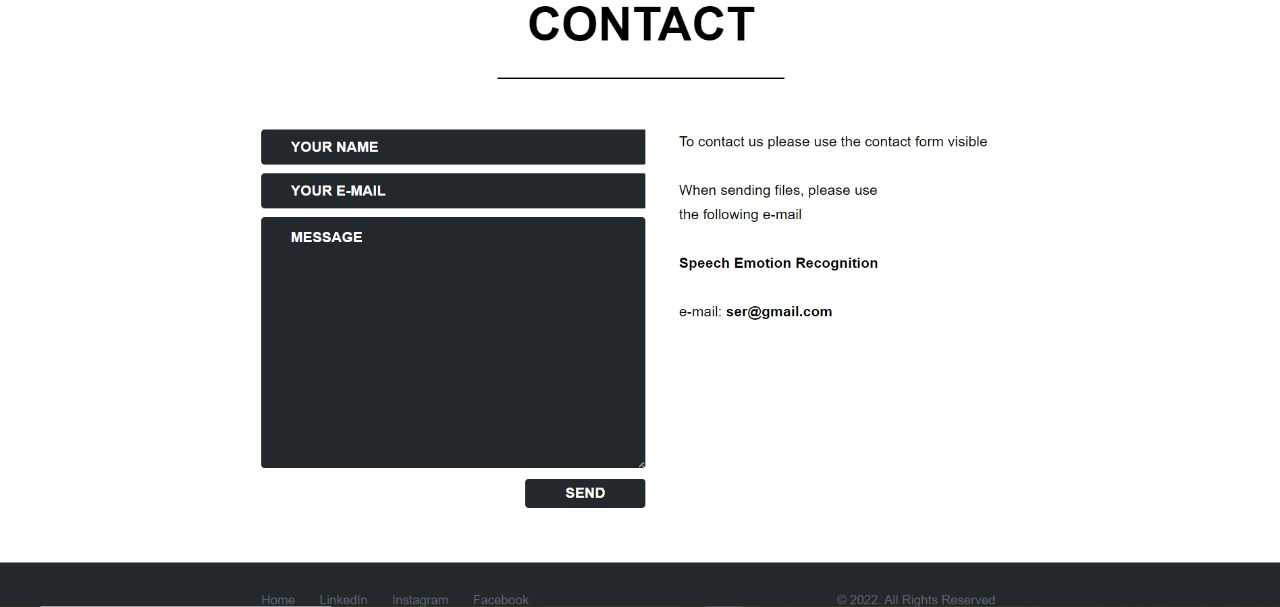 CONTACT
YOUR NAME
YOUR E-MAIL
MESSAGE
SEND
To contact us please use the contact form visible
When sending files, please use
the following e-mail
Speech Emotion Recognition
e-mail: ser@gmail.com
Home LinkedIn Instagram Facebook
© 2022. All Rights Reserved